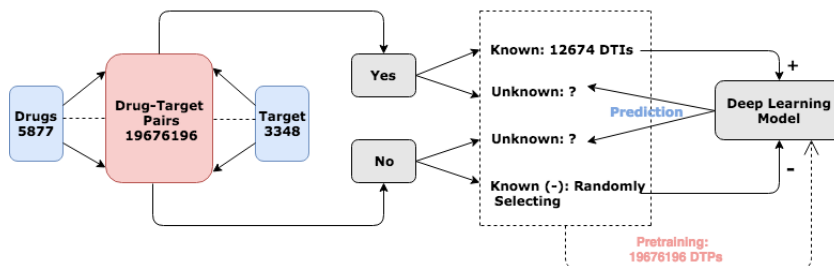 Drugs
5877
Drug-Target
Pairs
19676196
Target
3348
Yes
No
Known: 12674 DTIs
Unknown: ?
Prediction
Unknown: ?
Known (-): Randomly
Selecting
+
Deep Learning
Model
-
Pretraining:
19676196 DTPs